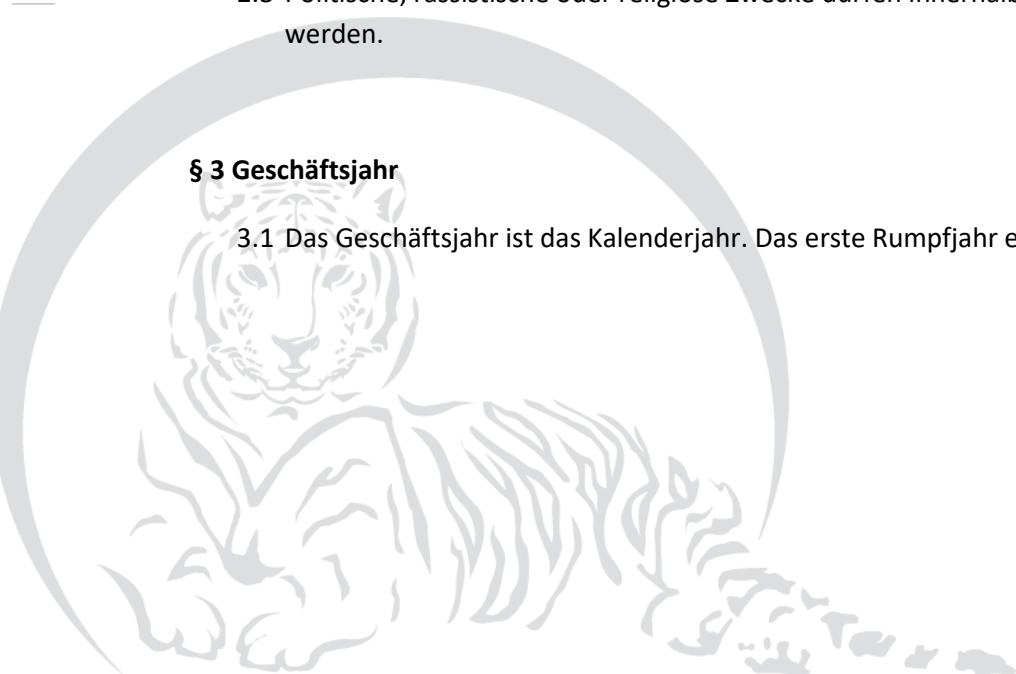 werden.
§ 3 Geschäftsjahr
3.1 Das Geschäftsjahr ist das Kalenderjahr. Das erste Rumpfjahr